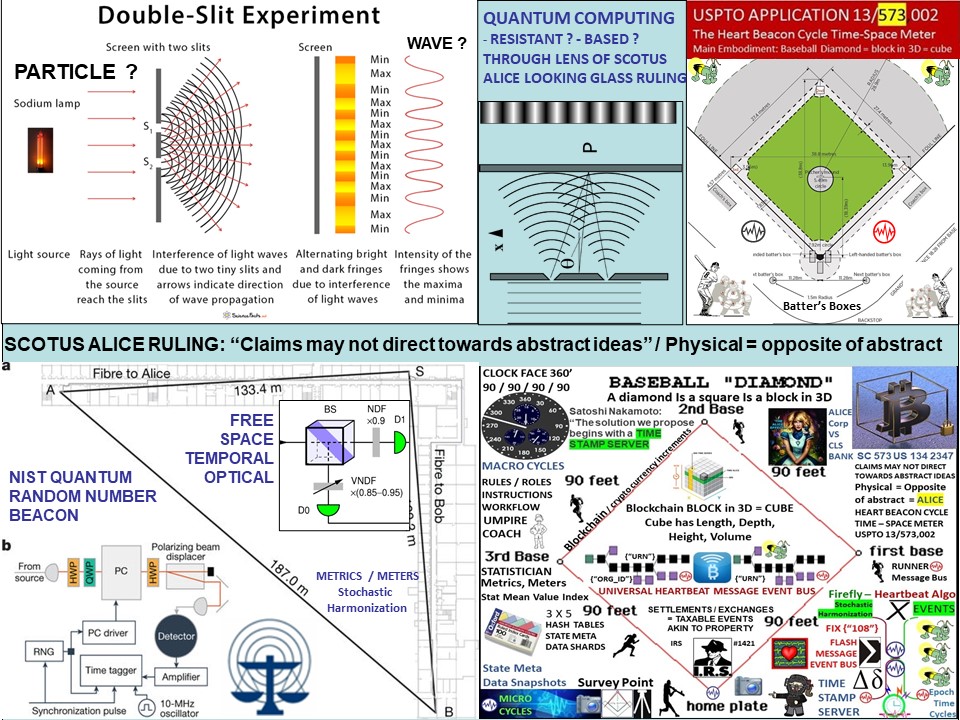 Double-Slit Experiment
Screen with two slits
Screen
WAVE ?
PARTICLE ?
Sodium lamp
S1
S2
Min
Max
Min
Max
Min
Max
Min
Max
Min
Max
Min
Max
Min
Light source
Rays of light
coming from
the source
reach the slits
Interference of light waves
due to two tiny slits and
arrows indicate direction
of wave propagation
Alternating bright
and dark fringes
due to interference
of light waves
Intensity of the
fringes shows
the maxima
and minima
QUANTUM COMPUTING
- RESISTANT ? - BASED ?
THROUGH LENS OF SCOTUS
ALICE LOOKING GLASS RULING
P
x
θ
USPTO APPLICATION 13/573 002
The Heart Beacon Cycle Time-Space Meter
Main Embodiment: Baseball Diamond = block in 3D = cube
Left-handed batter's box
Next batter's box
Batter's Boxes
BACKSTOP
SCOTUS ALICE RULING: “Claims may not direct towards abstract ideas” / Physical = opposite of abstract
a
Fibre to Alice
A
133.4 m
S
FREE
SPACE
TEMPORAL
OPTICAL
BS
NDF
×0.9
D1
VNDF
×(0.85–0.95)
D0
Fibre to Bob
NIST QUANTUM
RANDOM NUMBER
BEACON
187.0 m
METRICS / METERS
Stochastic
Harmonization
B
b
From
source
HWP
QWP
PC
HWP
Polarizing beam
displacer
PC driver
Detector
RNG
Time tagger
Amplifier
Synchronization pulse
10-MHz
oscillator
CLOCK FACE 360'
90 / 90 / 90 / 90
BASEBALL "DIAMOND"
A diamond Is a square Is a block in 3D
2nd Base
Satoshi Nakamoto:
“The solution we propose
begins with a TIME
STAMP SERVER
MACRO CYCLES
ALICE
Corp
VS
CLS
BANK
SC 573 US 134 2347
CLAIMS MAY NOT DIRECT
TOWARDS ABSTRACT IDEAS
Physical = Opposite
of abstract = ALICE
HEART BEACON CYCLE
TIME – SPACE METER
USPTO 13/573,002
90 feet
90 feet
RULES / ROLES
INSTRUCTIONS
WORKFLOW
UMPIRE
COACH
Blockchain / crypto currency increments
Blockchain BLOCK in 3D = CUBE
Cube has Length, Depth,
Height, Volume
3rd Base
STATISTICIAN
Metrics, Meters
Stat Mean Value Index
{"URN"}
{"ORG_ID"}
{"URN"}
UNIVERSAL HEARTBEAT MESSAGE EVENT BUS
first base
RUNNER
Message Bus
Firefly – Heartbeat Algo
Stochastic
Harmonization
EVENTS
3 X 5
HASH TABLES
STATE META
DATA SHARDS
90 feet
SETTLEMENTS / EXCHANGES
= TAXABLE EVENTS
AKIN TO PROPERTY
90 feet
IRS
#1421
I.R.S.
FIX {"108"}
FLASH
MESSAGE
EVENT BUS
Σ
State Meta
Data Snapshots
Survey Point
MICRO
CYCLES
home plate
TIME
STAMP
SERVER
Δδ
Epoch
Time
Cycles